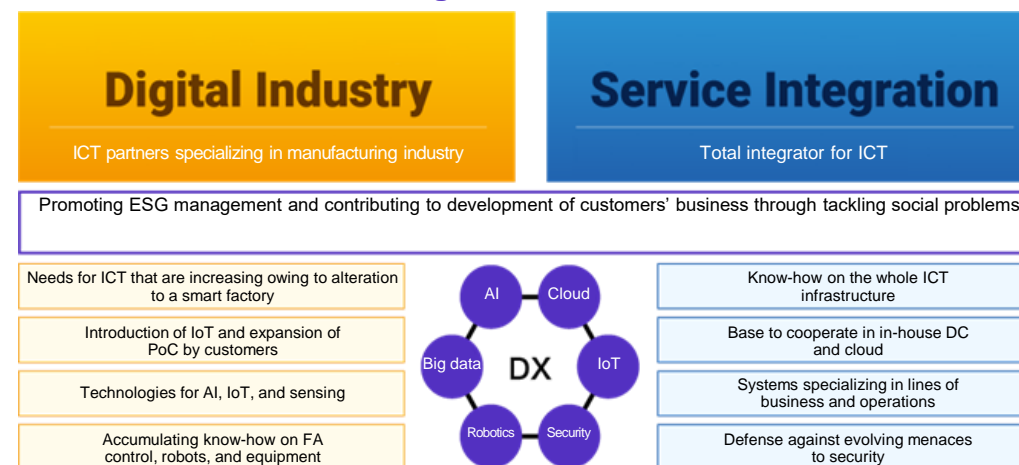 Digital Industry
ICT partners specializing in manufacturing industry
Service Integration
Total integrator for ICT
Promoting ESG management and contributing to development of customers' business through tackling social problems
Needs for ICT that are increasing owing to alteration
to a smart factory
Introduction of IoT and expansion of
PoC by customers
Technologies for AI, IoT, and sensing
Accumulating know-how on FA
control, robots, and equipment
AI
Cloud
Big data
DX
IoT
Robotics
Security
Know-how on the whole ICT
infrastructure
Base to cooperate in in-house DC
and cloud
Systems specializing in lines of
business and operations
Defense against evolving menaces
to security